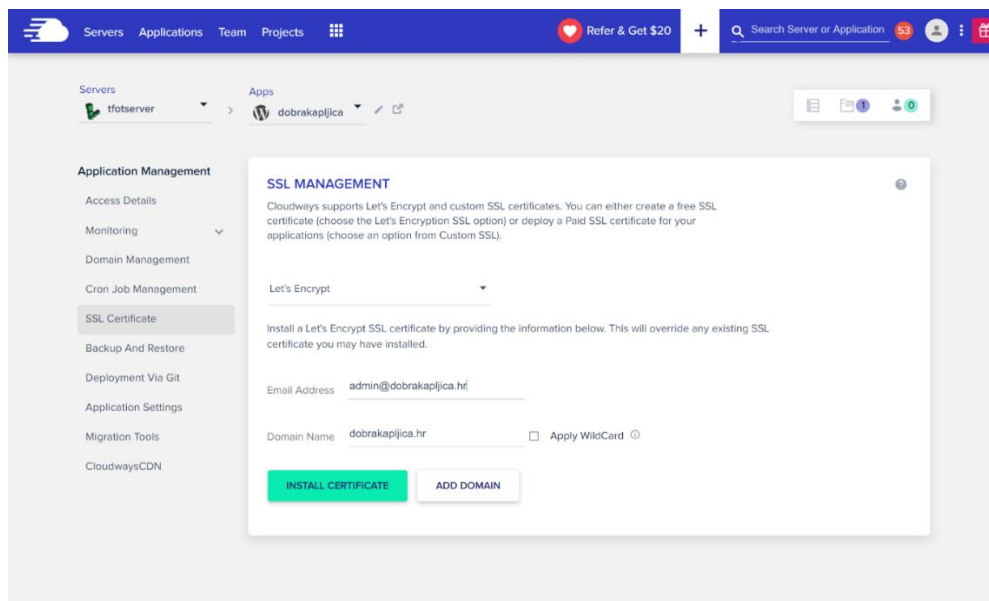 Servers Applications Team Projects Refer & Get $20 + Search Server or Application 53
Servers
tfotserver
Apps
dobrakapljica
1 0
Application Management
Access Details
Monitoring
Domain Management
Cron Job Management
SSL Certificate
Backup And Restore
Deployment Via Git
Application Settings
Migration Tools
CloudwaysCDN
SSL MANAGEMENT
Cloudways supports Let's Encrypt and custom SSL certificates. You can either create a free SSL
certificate (choose the Let's Encryption SSL option) or deploy a Paid SSL certificate for your
applications (choose an option from Custom SSL).
Let's Encrypt
Install a Let's Encrypt SSL certificate by providing the information below. This will override any existing SSL
certificate you may have installed.
Email Address admin@dobrakapljica.hr
Domain Name dobrakapljica.hr Apply WildCard
INSTALL CERTIFICATE ADD DOMAIN